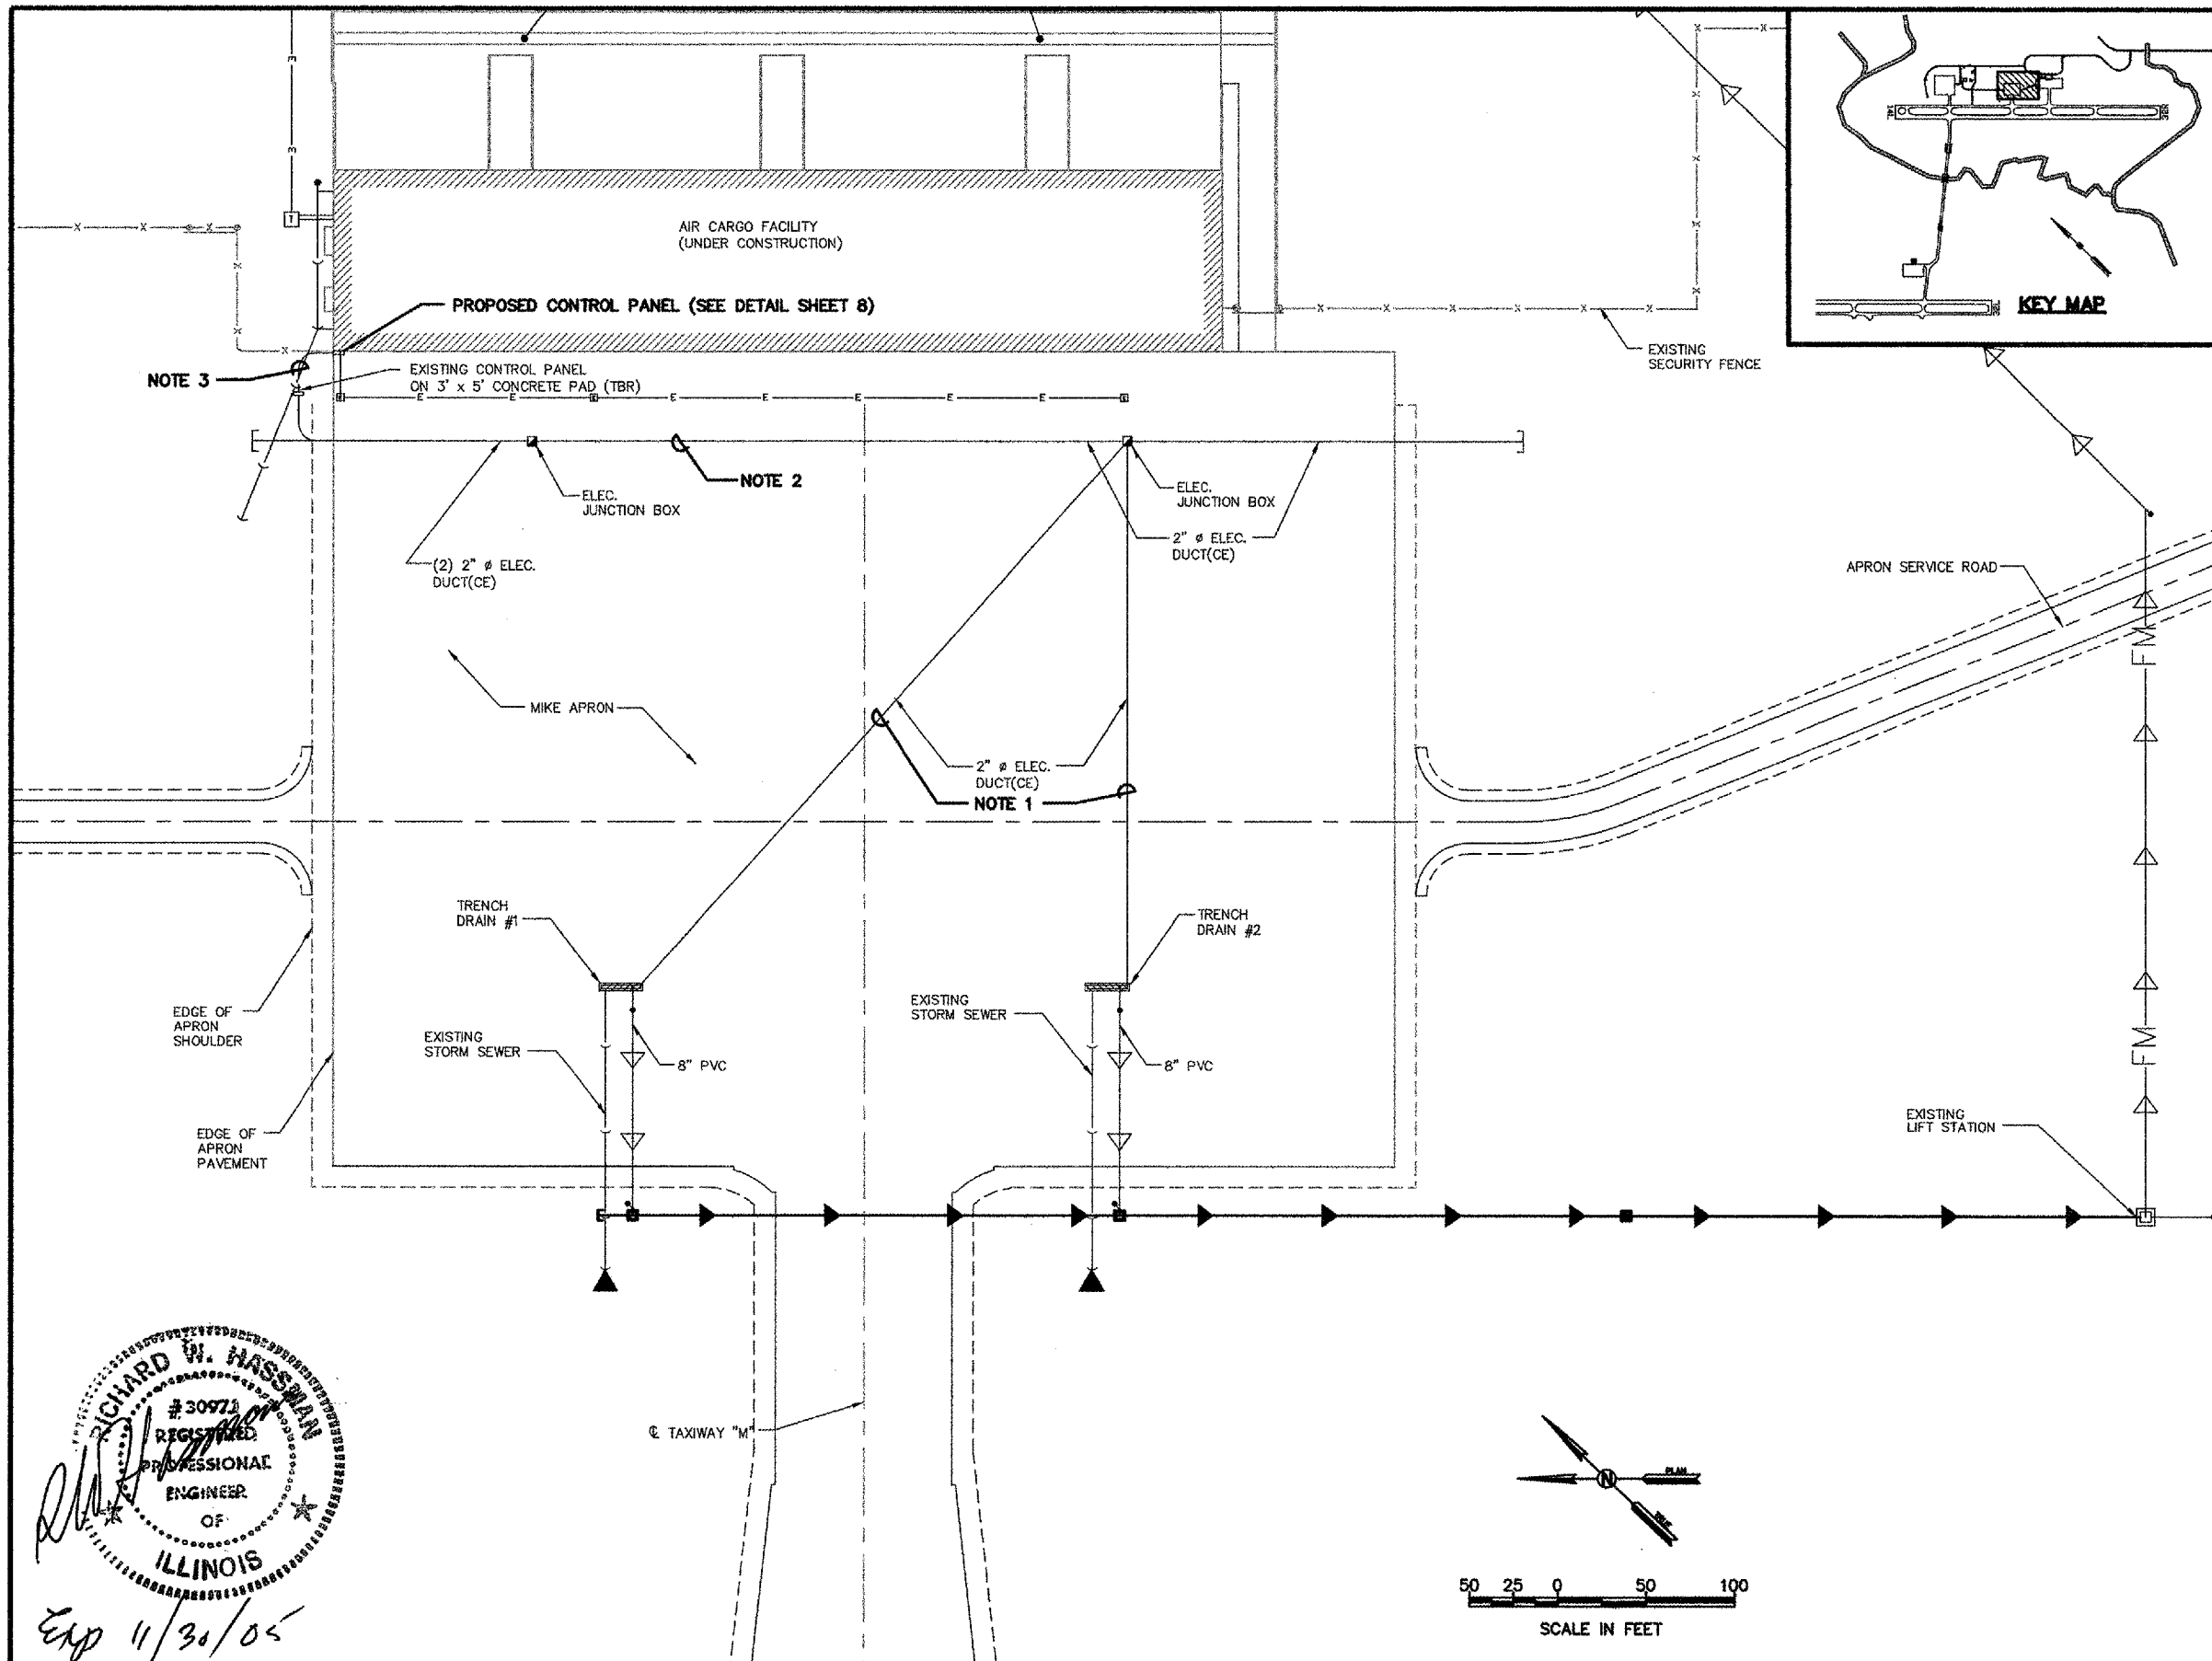 KEY MAP
AIR CARGO FACILITY
(UNDER CONSTRUCTION)
T
PROPOSED CONTROL PANEL (SEE DETAIL SHEET 8)
EXISTING
SECURITY FENCE
NOTE 3
EXISTING CONTROL PANEL
ON 3' x 5' CONCRETE PAD (TBR)
E E E E E E E
NOTE 2
ELEC.
JUNCTION BOX
ELEC.
JUNCTION BOX
(2) 2" ø ELEC.
DUCT(CE)
2" ø ELEC.
DUCT(CE)
APRON SERVICE ROAD
FM
MIKE APRON
2" ø ELEC.
DUCT(CE)
NOTE 1
TRENCH
DRAIN #1
TRENCH
DRAIN #2
EDGE OF
APRON
SHOULDER
EXISTING
STORM SEWER
8" PVC
EXISTING
STORM SEWER
8" PVC
FM
EDGE OF
APRON
PAVEMENT
EXISTING
LIFT STATION
℄ TAXIWAY "M"
RICHARD W. HASSMAN
REGISTERED
PROFESSIONAL
ENGINEER
OF
ILLINOIS
Exp 11/30/05
N
PLAN
TRUE
50 25 0 50 100
SCALE IN FEET